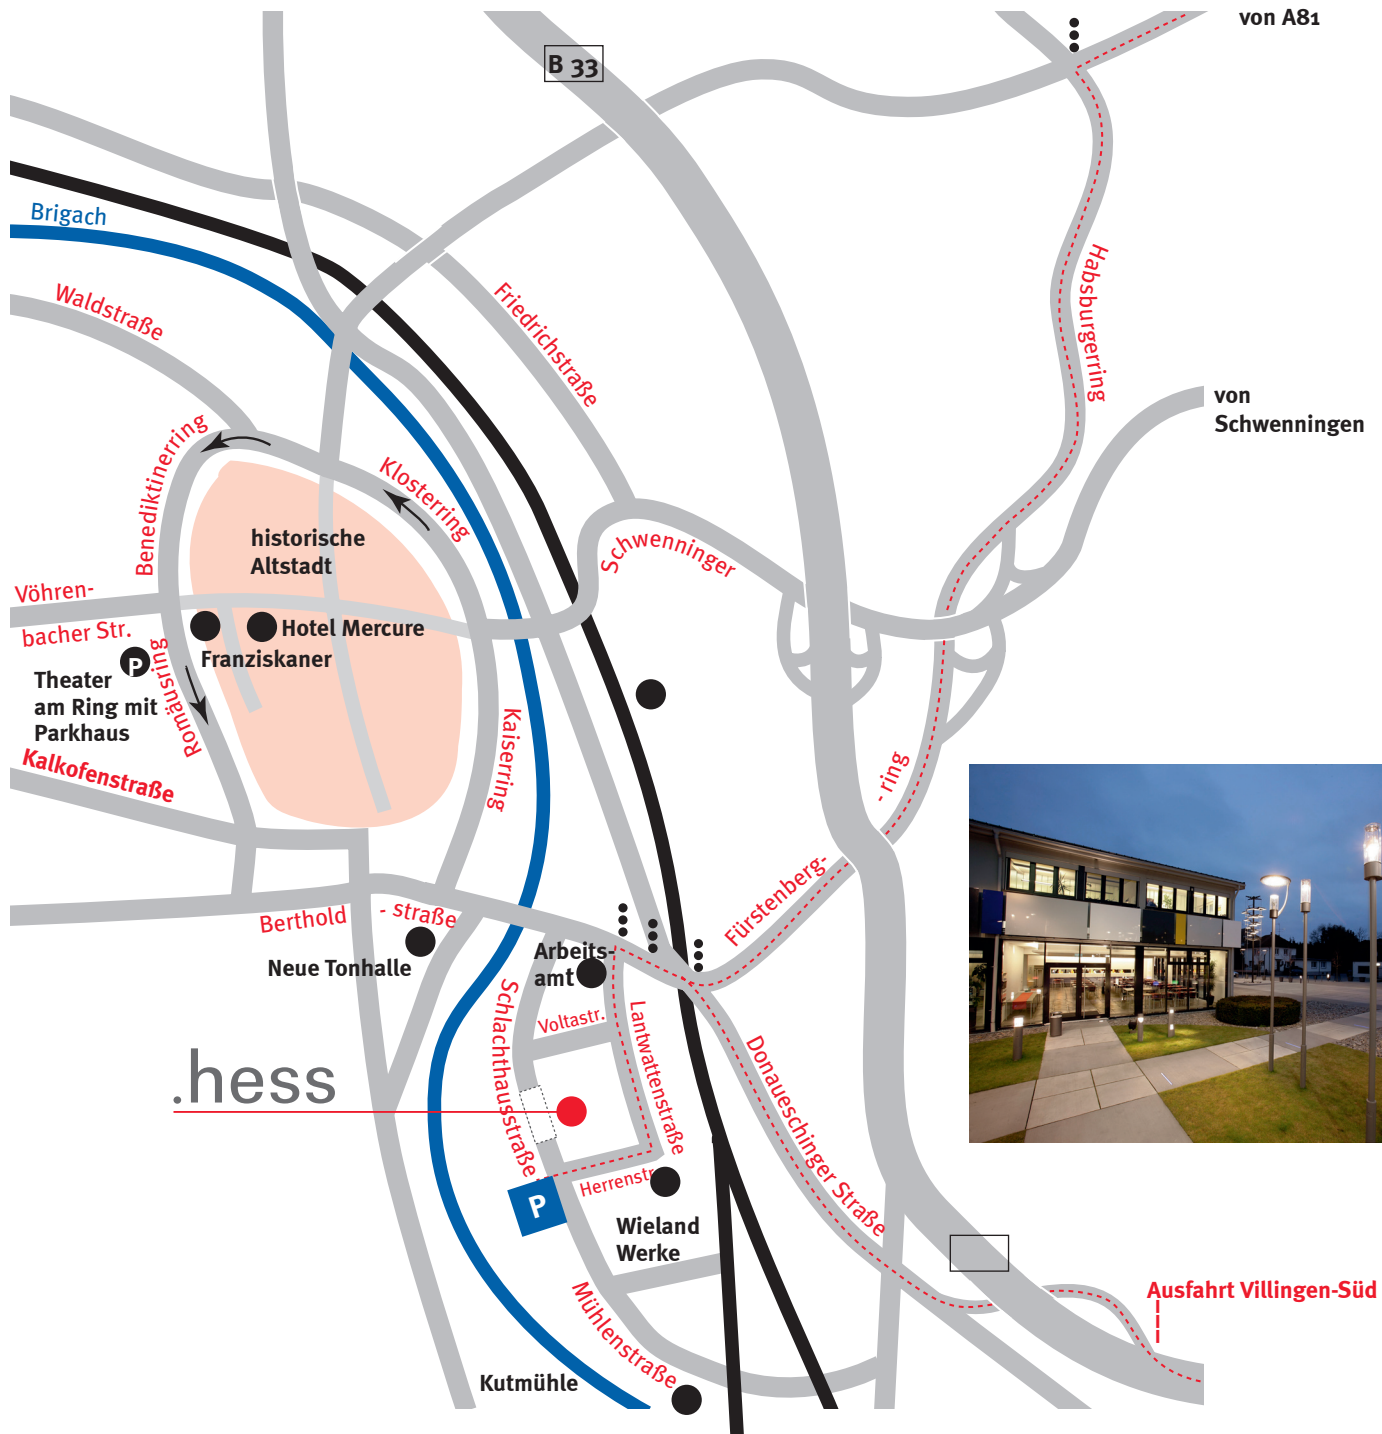 von A81
B 33
Brigach
Waldstraße
Friedrichstraße
Habsburgerring
von
Schwenningen
Benediktinerring
Klosterring
historische
Altstadt
Schwenninger
Vöhren-
bacher Str.
Hotel Mercure
Franziskaner
P
Theater
am Ring mit
Parkhaus
Romäusring
Kalkofenstraße
Kaiserring
- ring
Fürstenberg-
Berthold - straße
Neue Tonhalle
Arbeits-
amt
Schlachthausstraße
Voltastr.
Lantwattenstraße
Donaueschinger Straße
.hess
Herrenstr.
P
Wieland
Werke
Mühlenstraße
Kutmühle
Ausfahrt Villingen-Süd